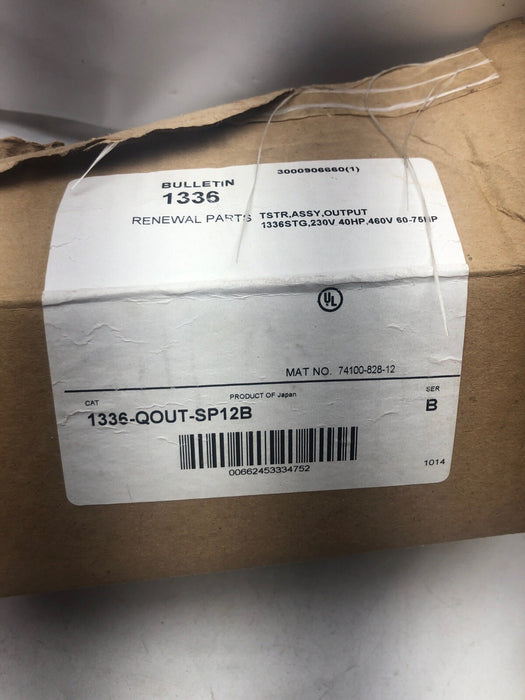 3000906660(1)
BULLETIN
1336
RENEWAL PARTS TSTR,ASSY,OUTPUT
1336STG,230V 40HP,460V 60-75HP
UL
MAT NO. 74100-828-12
CAT PRODUCT OF Japan SER
1336-QOUT-SP12B B
00662453334752
1014